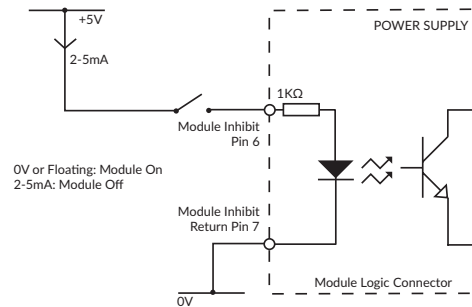 +5V
POWER SUPPLY
2-5mA
1KΩ
Module Inhibit
Pin 6
0V or Floating: Module On
2-5mA: Module Off
Module Inhibit
Return Pin 7
Module Logic Connector
0V